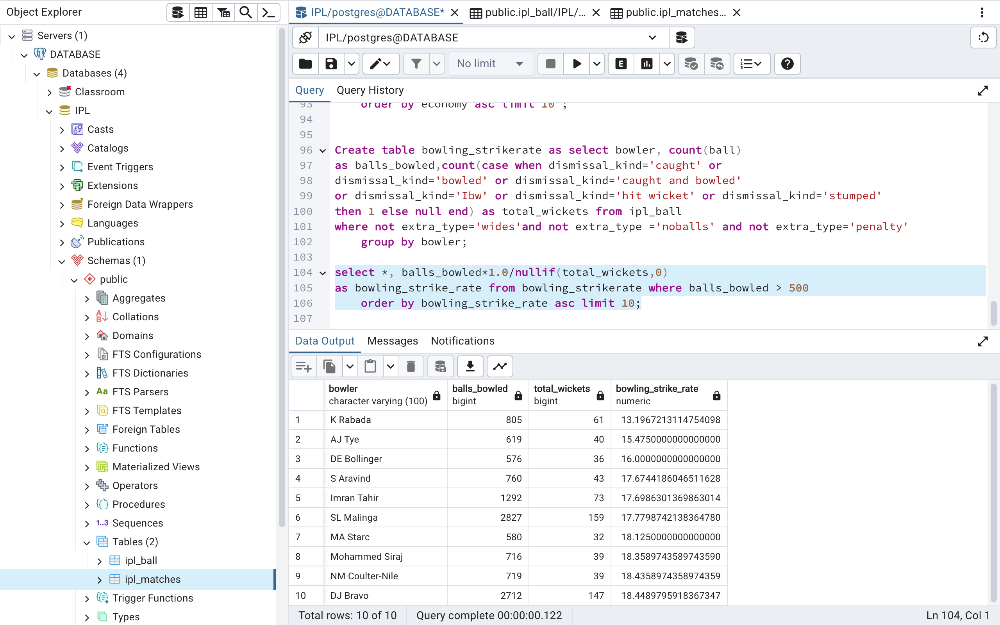 Object Explorer
Servers (1)
DATABASE
Databases (4)
Classroom
IPL
Casts
Catalogs
Event Triggers
Extensions
Foreign Data Wrappers
Languages
Publications
Schemas (1)
public
Aggregates
Collations
Domains
FTS Configurations
FTS Dictionaries
Aa FTS Parsers
FTS Templates
Foreign Tables
Functions
Materialized Views
Operators
Procedures
1..3 Sequences
Tables (2)
ipl_ball
ipl_matches
Trigger Functions
Types
IPL/postgres@DATABASE* public.ipl_ball/IPL/... public.ipl_matches...
IPL/postgres@DATABASE
No limit E
Query Query History
93 order by economy asc limit 10 ;
94
95
96 Create table bowling_strikerate as select bowler, count(ball)
97 as balls_bowled,count(case when dismissal_kind='caught' or
98 dismissal_kind='bowled' or dismissal_kind='caught and bowled'
99 or dismissal_kind='Ibw' or dismissal_kind='hit wicket' or dismissal_kind='stumped'
100 then 1 else null end) as total_wickets from ipl_ball
101 where not extra_type='wides'and not extra_type ='noballs' and not extra_type='penalty'
102 group by bowler;
103
104 select *, balls_bowled*1.0/nullif(total_wickets,0)
105 as bowling_strike_rate from bowling_strikerate where balls_bowled > 500
106 order by bowling_strike_rate asc limit 10;
107
Data Output Messages Notifications
bowler balls_bowled total_wickets bowling_strike_rate
character varying (100) bigint bigint numeric
1 K Rabada 805 61 13.1967213114754098
2 AJ Tye 619 40 15.4750000000000000
3 DE Bollinger 576 36 16.0000000000000000
4 S Aravind 760 43 17.6744186046511628
5 Imran Tahir 1292 73 17.6986301369863014
6 SL Malinga 2827 159 17.7798742138364780
7 MA Starc 580 32 18.1250000000000000
8 Mohammed Siraj 716 39 18.3589743589743590
9 NM Coulter-Nile 719 39 18.4358974358974359
10 DJ Bravo 2712 147 18.4489795918367347
Total rows: 10 of 10 Query complete 00:00:00.122 Ln 104, Col 1